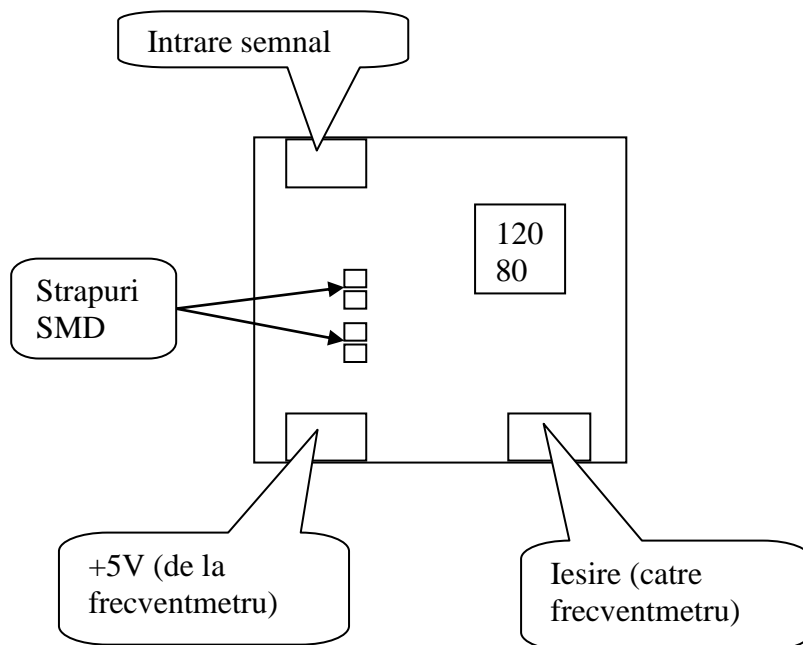 Intrare semnal
120
80
Strapuri
SMD
+5V (de la
frecventmetru)
Iesire (catre
frecventmetru)